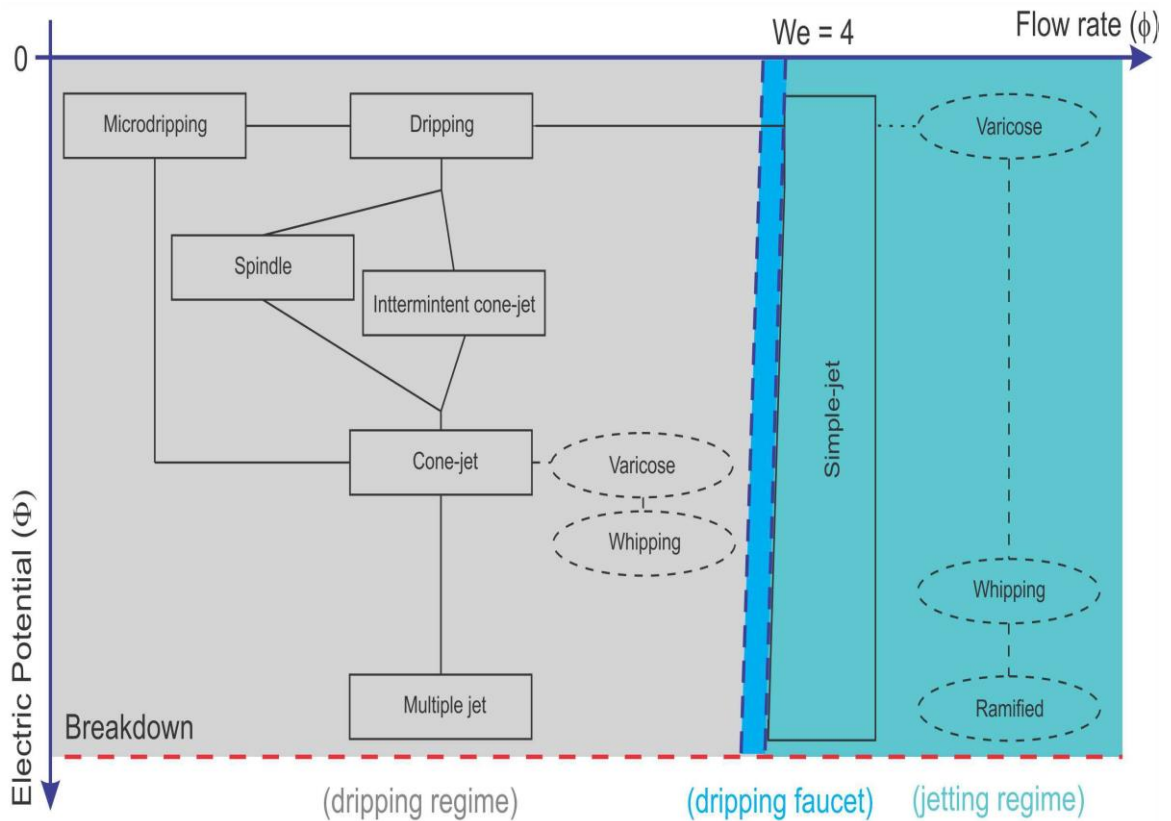 We = 4
Flow rate (ϕ)
0
Microdripping
Dripping
Varicose
Spindle
Inttermintent cone-jet
Simple-jet
Cone-jet
Varicose
Whipping
Whipping
Multiple jet
Ramified
Electric Potential (Φ)
Breakdown
(dripping regime)
(dripping faucet)
(jetting regime)